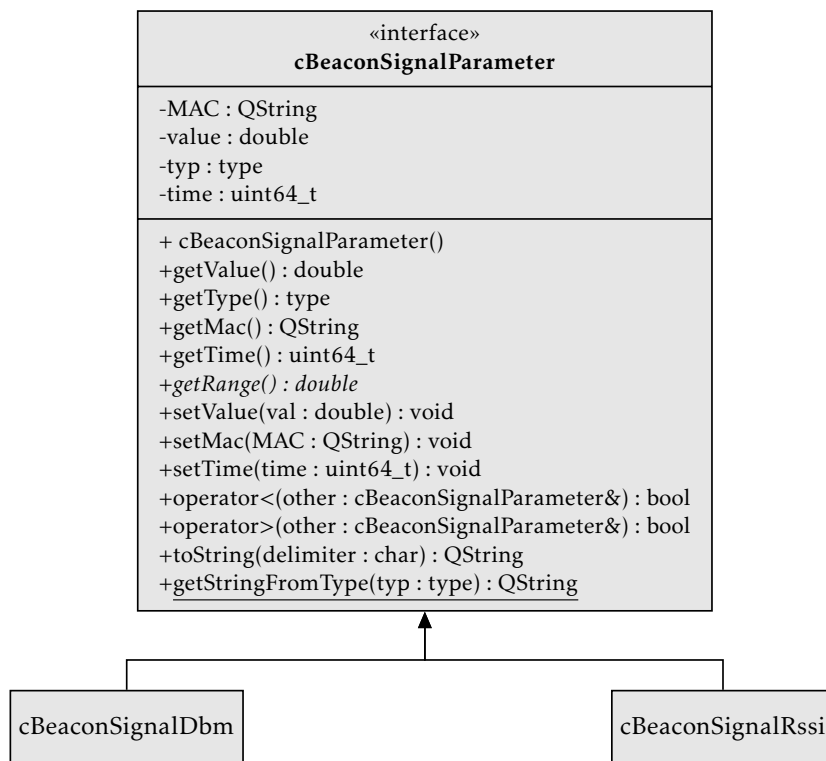 «interface»
cBeaconSignalParameter
-MAC : QString
-value : double
-typ : type
-time : uint64_t
+ cBeaconSignalParameter()
+getValue() : double
+getType() : type
+getMac() : QString
+getTime() : uint64_t
+getRange() : double
+setValue(val : double) : void
+setMac(MAC : QString) : void
+setTime(time : uint64_t) : void
+operator<(other : cBeaconSignalParameter&) : bool
+operator>(other : cBeaconSignalParameter&) : bool
+toString(delimiter : char) : QString
+getStringFromType(typ : type) : QString
cBeaconSignalDbm
cBeaconSignalRssi